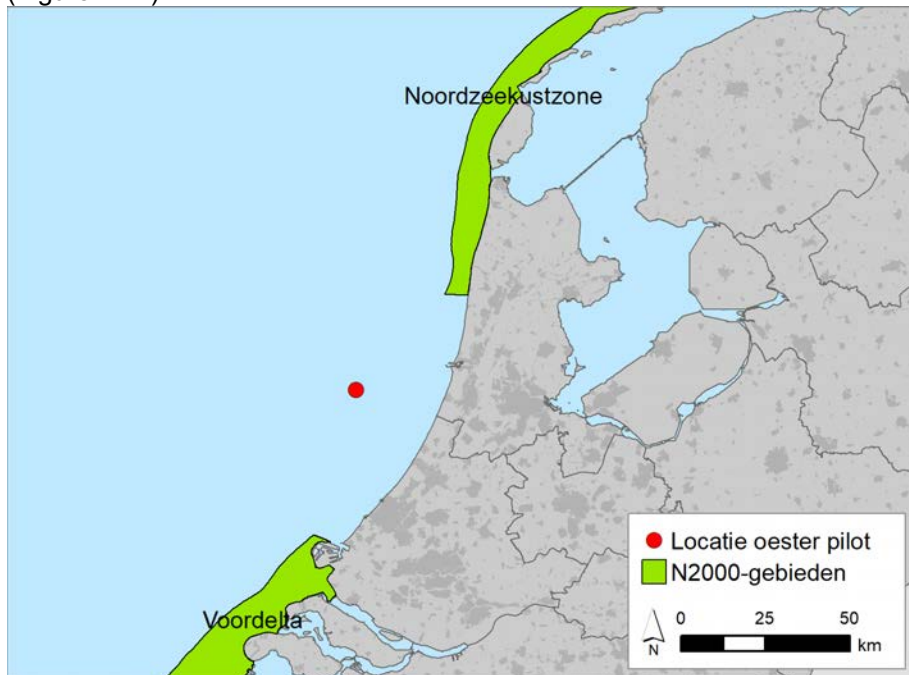 Noordzeekustzone
Voordelta
Locatie oester pilot
N2000-gebieden
0 25 50
km
N